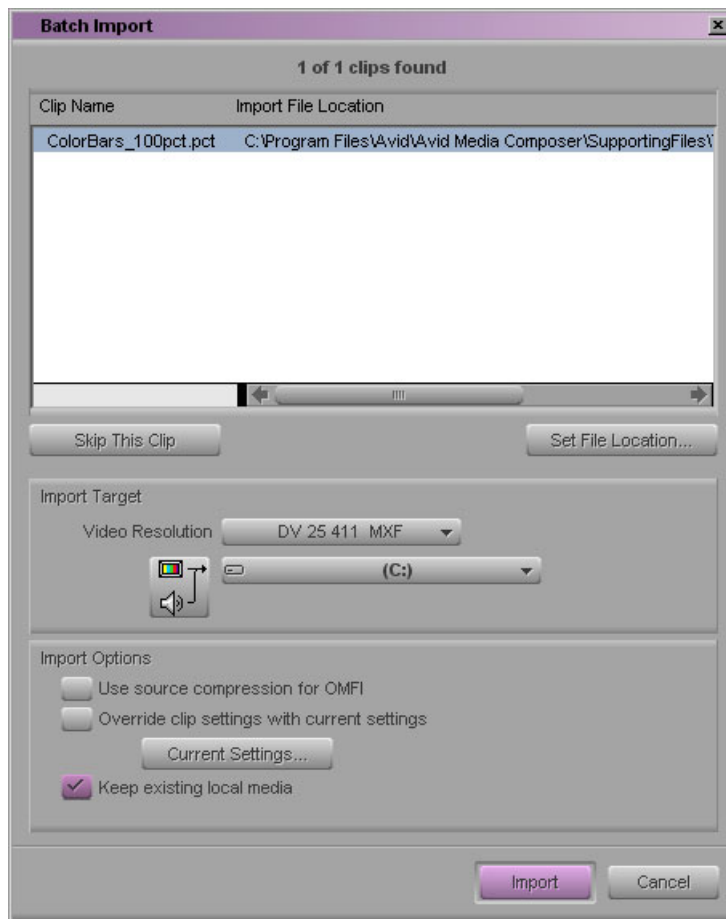 Batch Import
1 of 1 clips found
Clip Name Import File Location
ColorBars_100pct.pct C:\Program Files\Avid\Avid Media Composer\SupportingFiles\
Skip This Clip Set File Location...
Import Target
Video Resolution DV 25 411 MXF
(C:)
Import Options
Use source compression for OMFI
Override clip settings with current settings
Current Settings...
Keep existing local media
Import Cancel